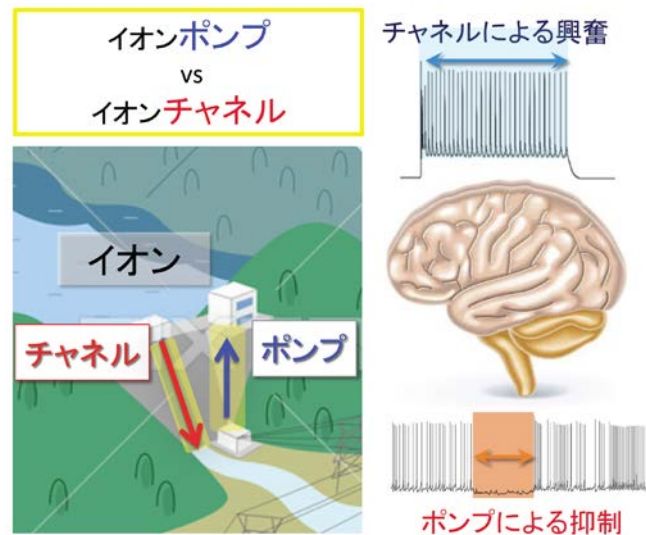 イオンポンプ
vs
イオンチャネル
イオン
チャネル
ポンプ
チャネルによる興奮
ポンプによる抑制